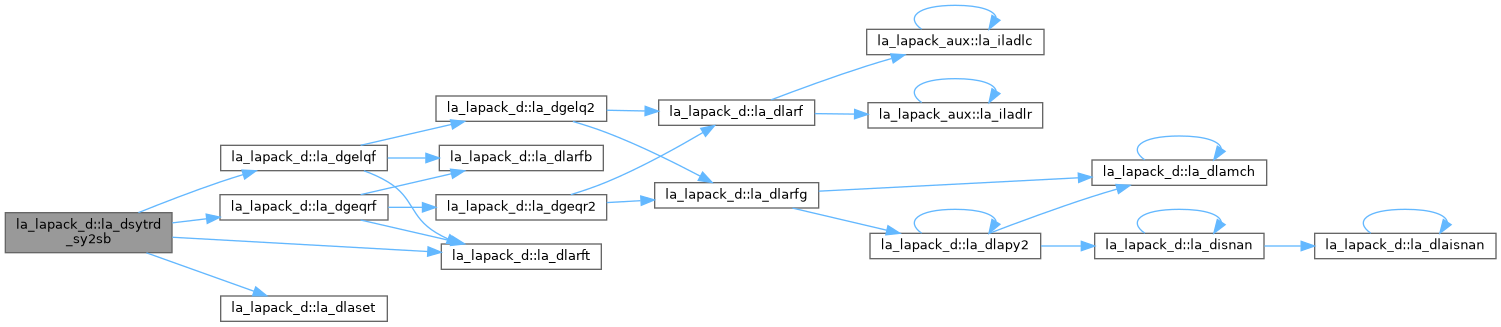 la_lapack_d::la_dsytrd
_sy2sb
la_lapack_d::la_dgelqf
la_lapack_d::la_dgeqrf
la_lapack_d::la_dlaset
la_lapack_d::la_dgelq2
la_lapack_d::la_dlarfb
la_lapack_d::la_dgeqr2
la_lapack_d::la_dlarft
la_lapack_d::la_dlarf
la_lapack_d::la_dlarfg
la_lapack_aux::la_iladlc
la_lapack_aux::la_iladlr
la_lapack_d::la_dlapy2
la_lapack_d::la_dlamch
la_lapack_d::la_disnan
la_lapack_d::la_dlaisnan